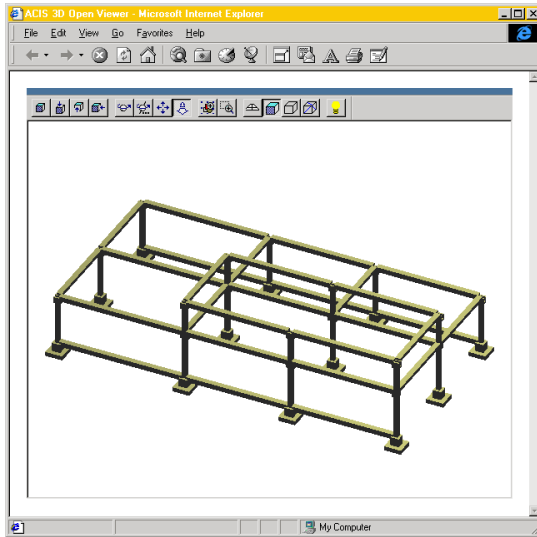 ACIS 3D Open Viewer - Microsoft Internet Explorer
File Edit View Go Favorites Help
My Computer